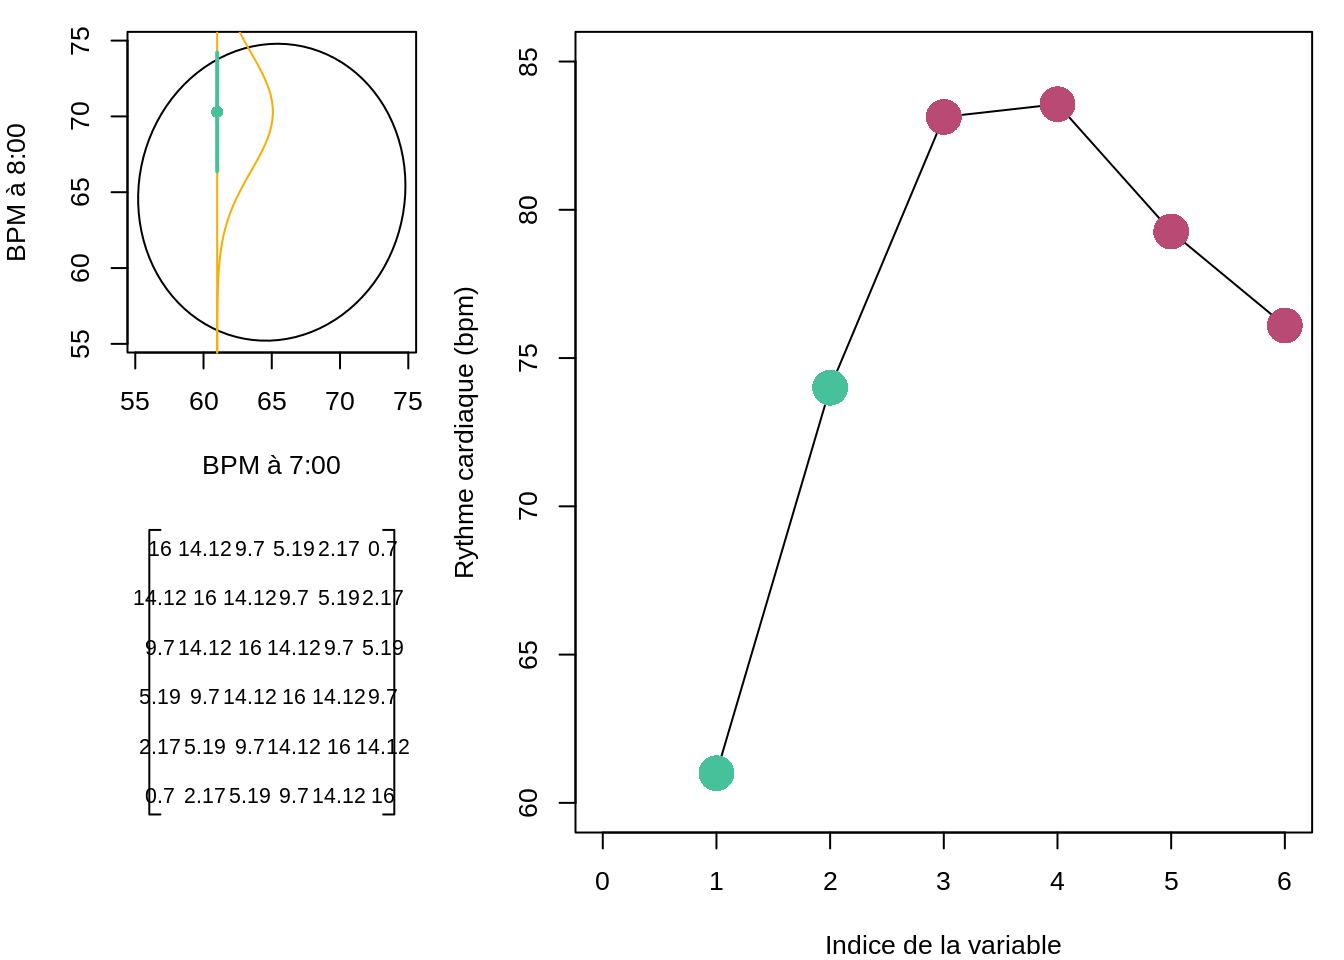 BPM à 8:00
75
70
65
60
55
55 60 65 70 75
BPM à 7:00
16 14.12 9.7 5.19 2.17 0.7
14.12 16 14.12 9.7 5.19 2.17
9.7 14.12 16 14.12 9.7 5.19
5.19 9.7 14.12 16 14.12 9.7
2.17 5.19 9.7 14.12 16 14.12
0.7 2.17 5.19 9.7 14.12 16
Rythme cardiaque (bpm)
85
80
75
70
65
60
0 1 2 3 4 5 6
Indice de la variable